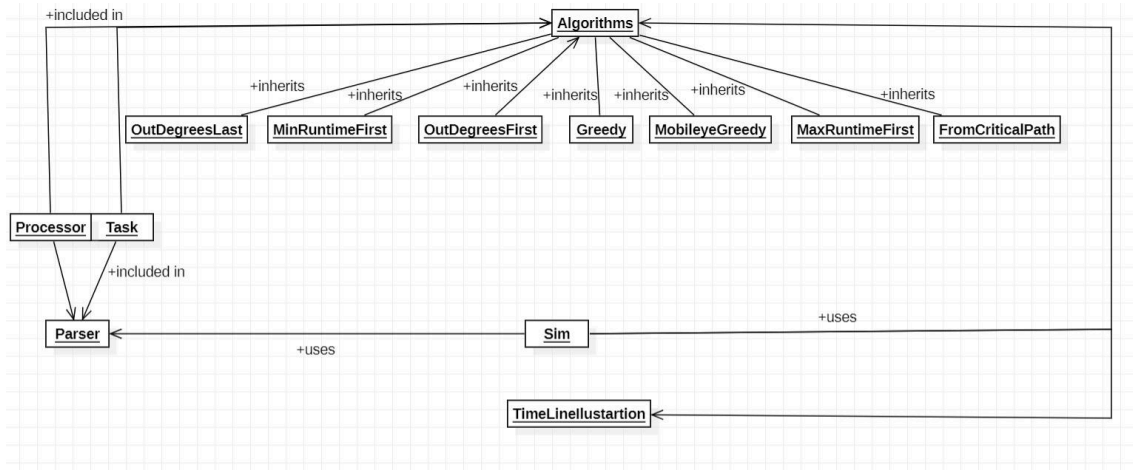 +included in
Algorithms
+inherits
+inherits
+inherits
+inherits
+inherits
+inherits
+inherits
OutDegreesLast
MinRuntimeFirst
OutDegreesFirst
Greedy
MobileyeGreedy
MaxRuntimeFirst
FromCriticalPath
Processor
Task
+included in
Parser
+uses
Sim
+uses
TimeLineIlustartion